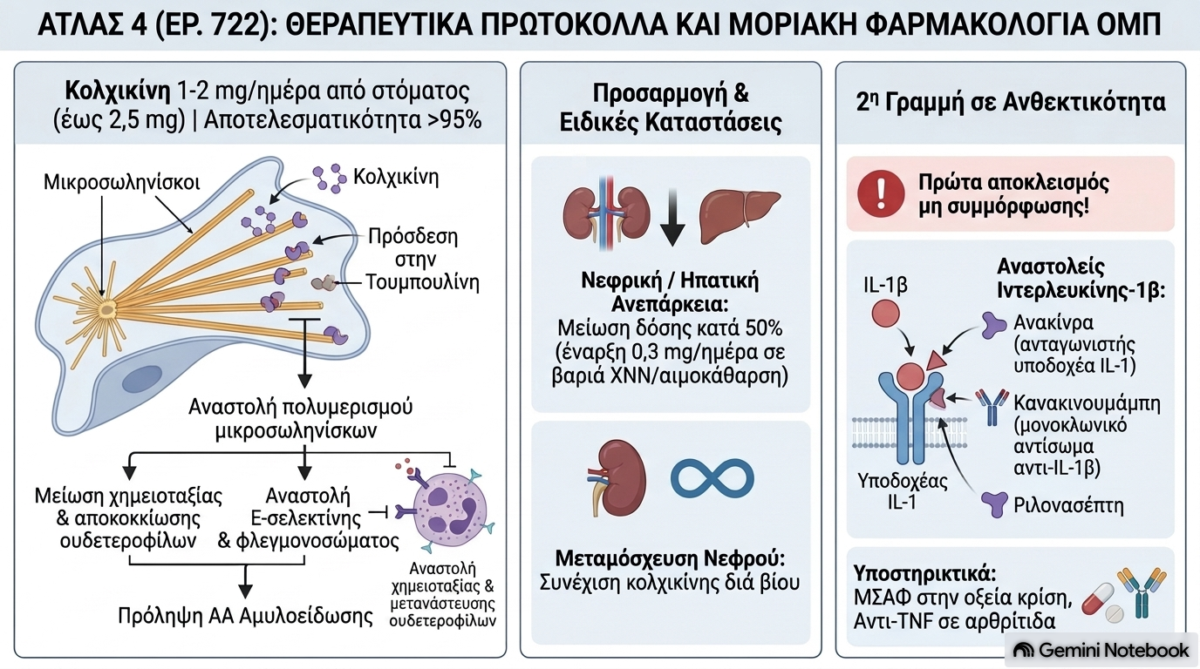 ΑΤΛΑΣ 4 (ΕΡ. 722): ΘΕΡΑΠΕΥΤΙΚΑ ΠΡΩΤΟΚΟΛΛΑ ΚΑΙ ΜΟΡΙΑΚΗ ΦΑΡΜΑΚΟΛΟΓΙΑ ΟΜΠ
Κολχικίνη 1-2 mg/ημέρα από στόματος
(έως 2,5 mg) | Αποτελεσματικότητα >95%
Μικροσωληνίσκοι
Κολχικίνη
Πρόσδεση
στην
Τουμπουλίνη
Αναστολή πολυμερισμού
μικροσωληνίσκων
Μείωση χημειοταξίας
& αποκοκκίωσης
ουδετεροφίλων
Αναστολή
Ε-σελεκτίνης
& φλεγμονοσώματος
Αναστολή
χημειοταξίας &
μετανάστευσης
ουδετεροφίλων
Πρόληψη ΑΑ Αμυλοείδωσης
Προσαρμογή &
Ειδικές Καταστάσεις
Νεφρική / Ηπατική
Ανεπάρκεια:
Μείωση δόσης κατά 50%
(έναρξη 0,3 mg/ημέρα σε
βαριά ΧΝΝ/αιμοκάθαρση)
Μεταμόσχευση Νεφρού:
Συνέχιση κολχικίνης διά βίου
2η Γραμμή σε Ανθεκτικότητα
Πρώτα αποκλεισμός
μη συμμόρφωσης!
Αναστολείς
Ιντερλευκίνης-1β:
IL-1β
Ανακίνρα
(ανταγωνιστής
υποδοχέα IL-1)
Κανακινουμάμπη
(μονοκλωνικό
αντίσωμα
αντι-IL-1β)
Υποδοχέας
IL-1
Ριλονασέπτη
Υποστηρικτικά:
ΜΣΑΦ στην οξεία κρίση,
Αντι-TNF σε αρθρίτιδα
Gemini Notebook